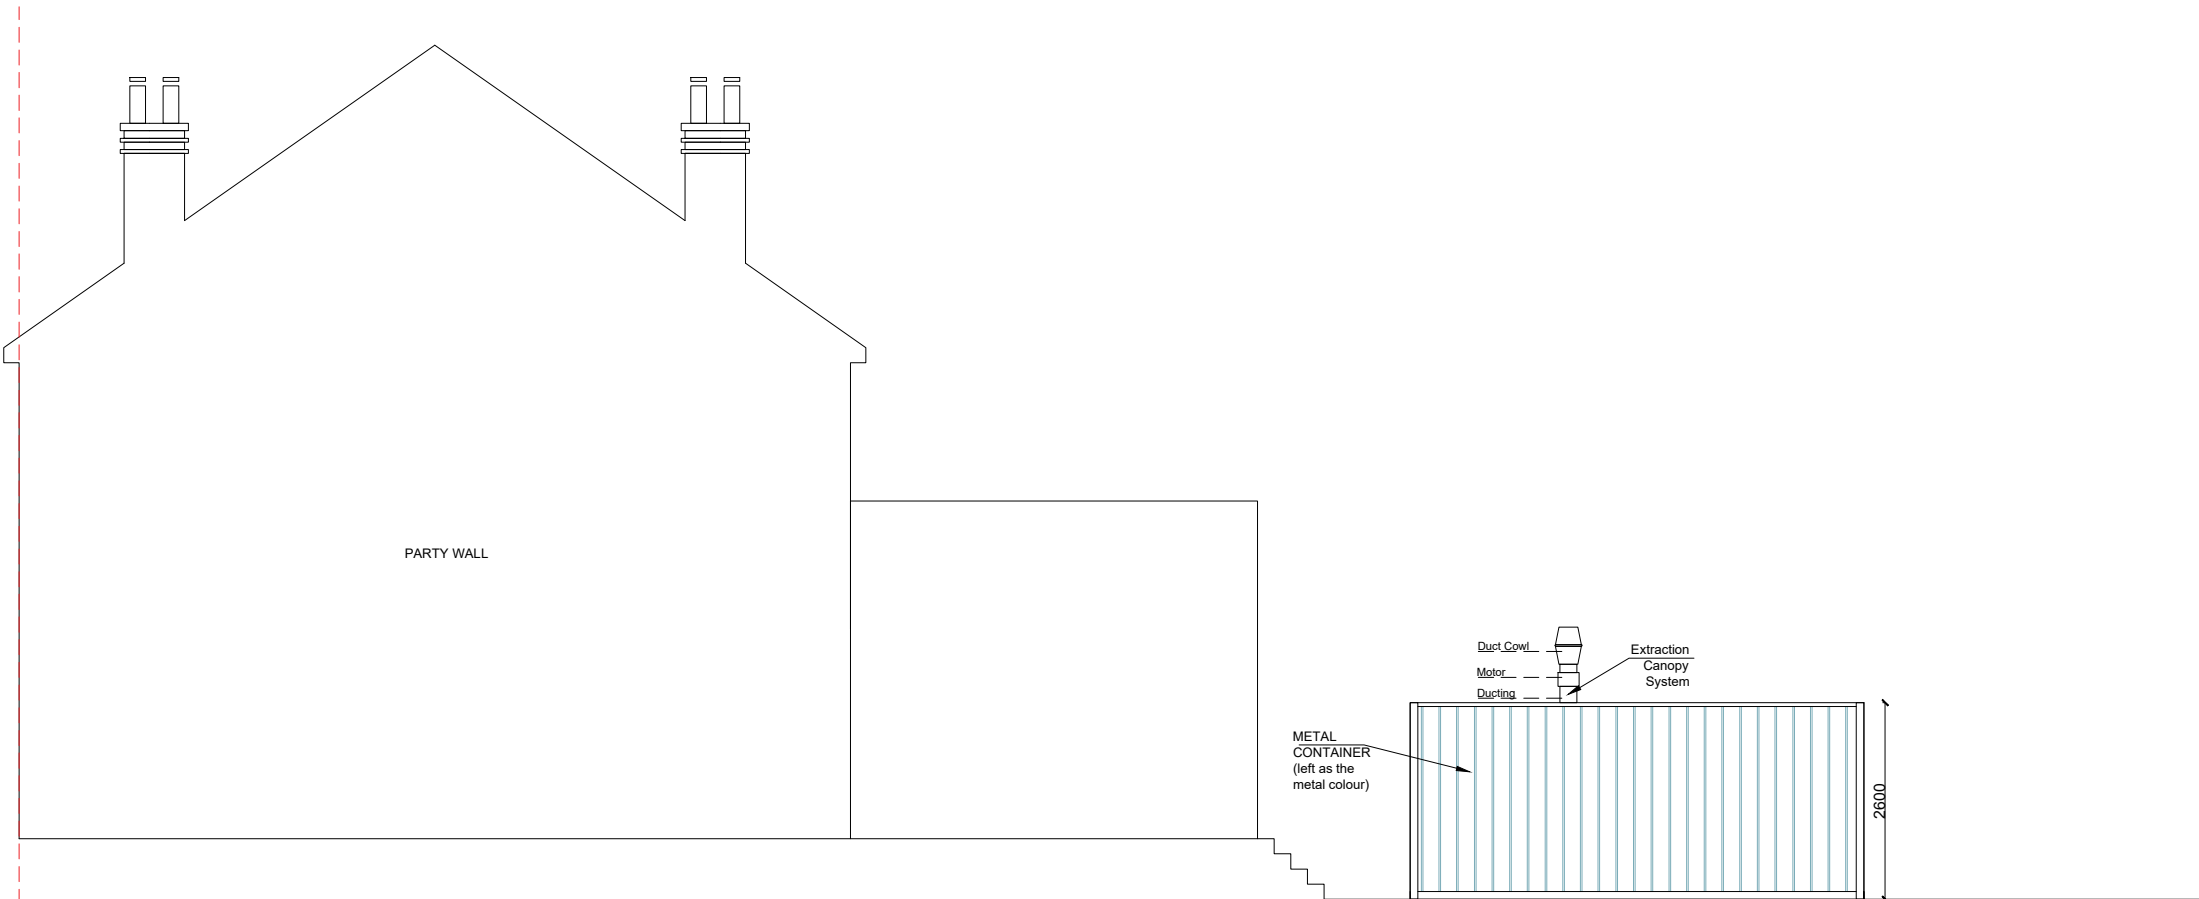 PARTY WALL
Duct Cowl
Motor
Ducting
Extraction
Canopy
System
METAL
CONTAINER
(left as the
metal colour)
2600